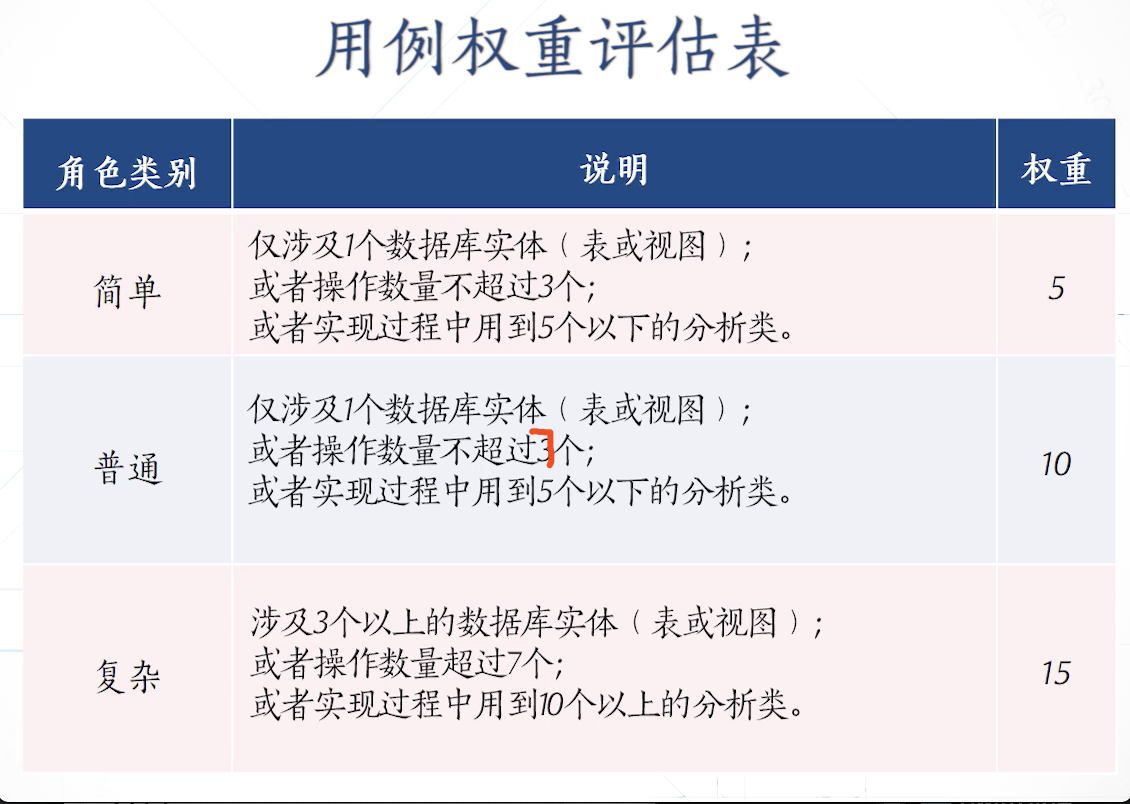 用例权重评估表
角色类别 说明 权重
仅涉及1个数据库实体（表或视图）;
或者操作数量不超过3个;
或者实现过程中用到5个以下的分析类。
简单
5
仅涉及1个数据库实体（表或视图）;
或者操作数量不超过3个;
或者实现过程中用到5个以下的分析类。
普通
10
涉及3个以上的数据库实体（表或视图）;
或者操作数量超过7个;
或者实现过程中用到10个以上的分析类。
复杂
15